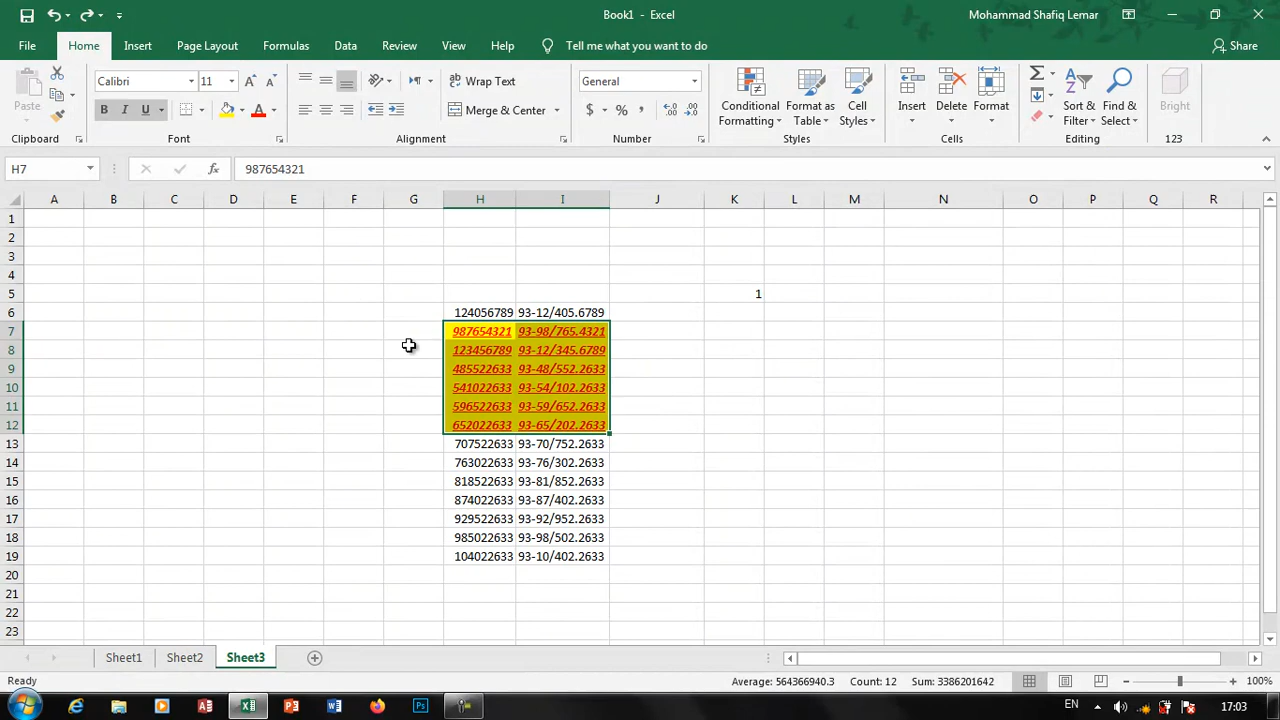 Book1 - Excel
Mohammad Shafiq Lemar
File Home Insert Page Layout Formulas Data Review View Help Tell me what you want to do Share
Paste
Clipboard
Calibri 11
B I U
Font
Wrap Text
Merge & Center
Alignment
General
$ % ,
Number
Conditional Formatting
Format as Table
Cell Styles
Styles
Insert Delete Format
Cells
Sort & Filter
Find & Select
Editing
Bright
123
H7 fx 987654321
A B C D E F G H I J K L M N O P Q R
1
2
3
4
5 1
6 124056789 93-12/405.6789
7 987654321 93-98/765.4321
8 123456789 93-12/345.6789
9 485522633 93-48/552.2633
10 541022633 93-54/102.2633
11 596522633 93-59/652.2633
12 652022633 93-65/202.2633
13 707522633 93-70/752.2633
14 763022633 93-76/302.2633
15 818522633 93-81/852.2633
16 874022633 93-87/402.2633
17 929522633 93-92/952.2633
18 985022633 93-98/502.2633
19 104022633 93-10/402.2633
20
21
22
23
Sheet1 Sheet2 Sheet3
Ready Average: 564366940.3 Count: 12 Sum: 3386201642 100%
EN 17:03